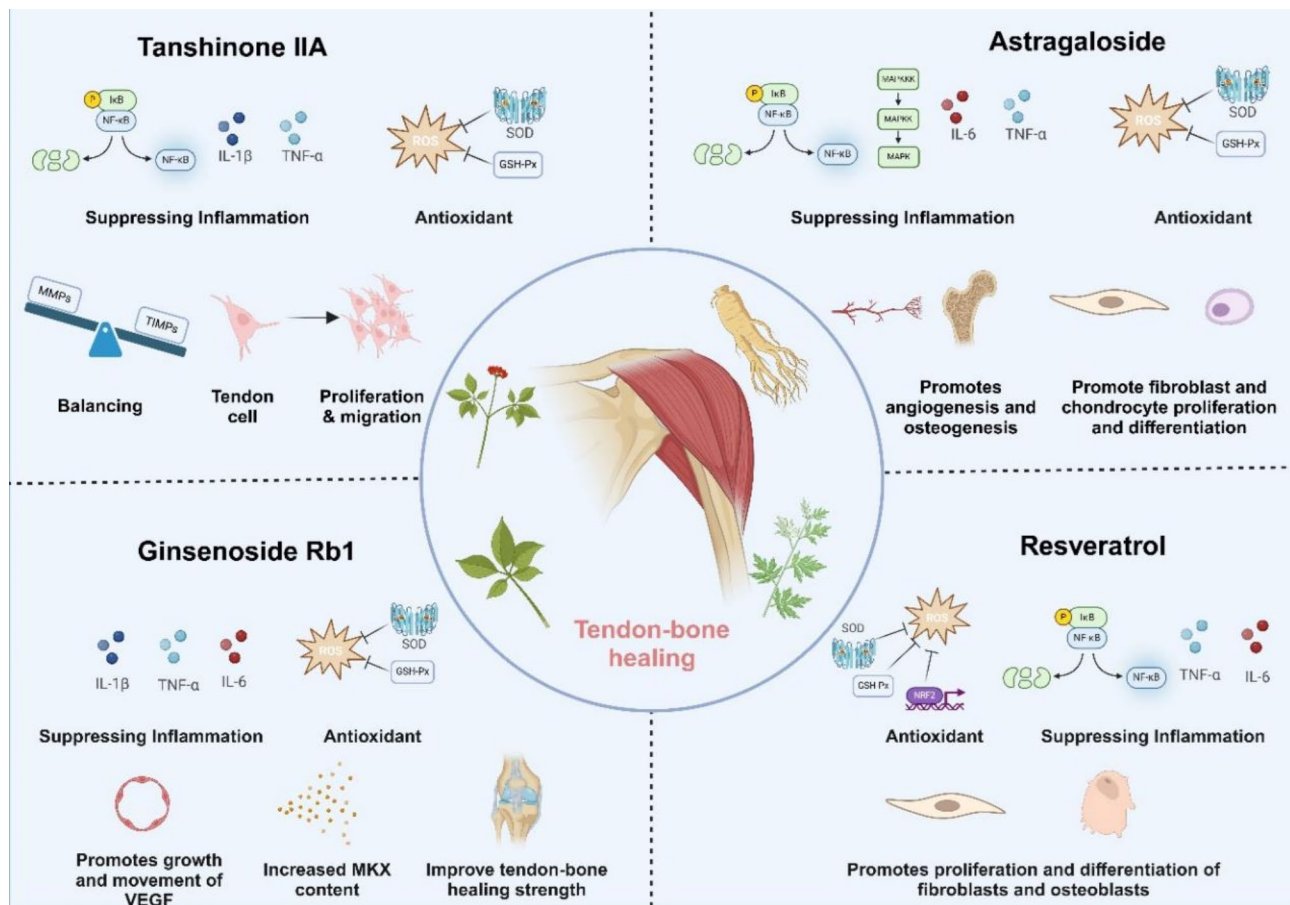 Tanshinone IIA
P
IκB
NF-κB
NF-κB
IL-1β
TNF-α
ROS
SOD
GSH-Px
Suppressing Inflammation
Antioxidant
MMPs
TIMPs
Balancing
Tendon
cell
Proliferation
& migration
Astragaloside
P
IκB
NF-κB
NF-κB
MAPKKK
MAPKK
MAPK
IL-6
TNF-α
ROS
SOD
GSH-Px
Suppressing Inflammation
Antioxidant
Promotes
angiogenesis and
osteogenesis
Promote fibroblast and
chondrocyte proliferation
and differentiation
Tendon-bone
healing
Ginsenoside Rb1
IL-1β
TNF-α
IL-6
ROS
SOD
GSH-Px
Suppressing Inflammation
Antioxidant
Promotes growth
and movement of
VEGF
Increased MKX
content
Improve tendon-bone
healing strength
Resveratrol
ROS
SOD
GSH-Px
NRF2
P
IκB
NF-κB
NF-κB
TNF-α
IL-6
Antioxidant
Suppressing Inflammation
Promotes proliferation and differentiation of
fibroblasts and osteoblasts